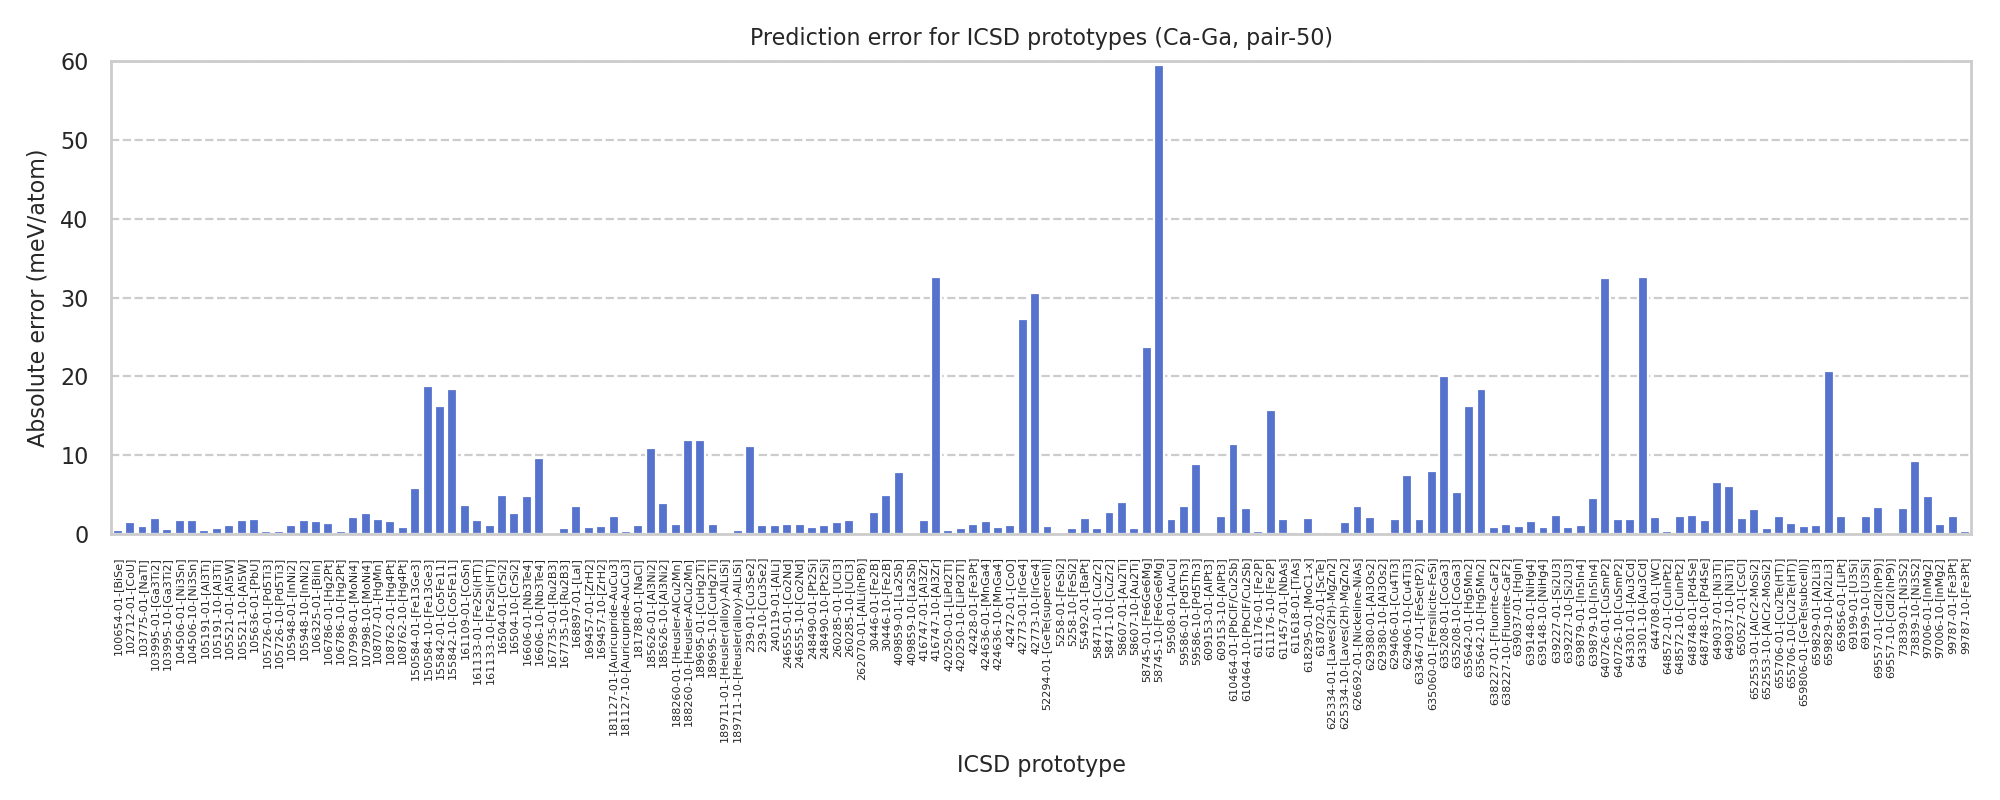 Prediction error for ICSD prototypes (Ca-Ga, pair-50)
Absolute error (meV/atom)
60
50
40
30
20
10
0
100654-01-[BiSe]
102712-01-[CoU]
103775-01-[NaTl]
103995-01-[Ga3Ti2]
103995-10-[Ga3Ti2]
104506-01-[Ni3Sn]
104506-10-[Ni3Sn]
105191-01-[Al3Ti]
105191-10-[Al3Ti]
105521-01-[Al5W]
105521-10-[Al5W]
105636-01-[PbU]
105726-01-[Pd5Ti3]
105726-10-[Pd5Ti3]
105948-01-[InNi2]
105948-10-[InNi2]
106325-01-[BiIn]
106786-01-[Hg2Pt]
106786-10-[Hg2Pt]
107998-01-[MoNi4]
107998-10-[MoNi4]
108707-01-[HgMn]
108762-01-[Hg4Pt]
108762-10-[Hg4Pt]
150584-01-[Fe13Ge3]
150584-10-[Fe13Ge3]
155842-01-[Co5Fe11]
155842-10-[Co5Fe11]
161109-01-[CoSn]
161133-01-[Fe2Si(HT)]
161133-10-[Fe2Si(HT)]
16504-01-[CrSi2]
16504-10-[CrSi2]
16606-01-[Nb3Te4]
16606-10-[Nb3Te4]
167735-01-[Ru2B3]
167735-10-[Ru2B3]
168897-01-[LaI]
169457-01-[ZrH2]
169457-10-[ZrH2]
181127-01-[Auricupride-AuCu3]
181127-10-[Auricupride-AuCu3]
181788-01-[NaCl]
185626-01-[Al3Ni2]
185626-10-[Al3Ni2]
188260-01-[Heusler-AlCu2Mn]
188260-10-[Heusler-AlCu2Mn]
189695-01-[CuHg2Ti]
189695-10-[CuHg2Ti]
189711-01-[Heusler(alloy)-AlLiSi]
189711-10-[Heusler(alloy)-AlLiSi]
239-01-[Cu3Se2]
239-10-[Cu3Se2]
240119-01-[AlLi]
246555-01-[Co2Nd]
246555-10-[Co2Nd]
248490-01-[Pt2Si]
248490-10-[Pt2Si]
260285-01-[UCl3]
260285-10-[UCl3]
262070-01-[AlLi(hP8)]
30446-01-[Fe2B]
30446-10-[Fe2B]
409859-01-[La2Sb]
409859-10-[La2Sb]
416747-01-[Al3Zr]
416747-10-[Al3Zr]
420250-01-[LiPd2Tl]
420250-10-[LiPd2Tl]
42428-01-[Fe3Pt]
424636-01-[MnGa4]
424636-10-[MnGa4]
42472-01-[CoO]
42773-01-[IrGe4]
42773-10-[IrGe4]
52294-01-[GeTe(supercell)]
5258-01-[FeSi2]
5258-10-[FeSi2]
55492-01-[BaPt]
58471-01-[CuZr2]
58471-10-[CuZr2]
58607-01-[Au2Ti]
58607-10-[Au2Ti]
58745-01-[Fe6Ge6Mg]
58745-10-[Fe6Ge6Mg]
59508-01-[AuCu]
59586-01-[Pd5Th3]
59586-10-[Pd5Th3]
609153-01-[AlPt3]
609153-10-[AlPt3]
610464-01-[PbClF/Cu2Sb]
610464-10-[PbClF/Cu2Sb]
611176-01-[Fe2P]
611176-10-[Fe2P]
611457-01-[NbAs]
611618-01-[TiAs]
618295-01-[MoC1-x]
618702-01-[ScTe]
625334-01-[Laves(2H)-MgZn2]
625334-10-[Laves(2H)-MgZn2]
626692-01-[Nickeline-NiAs]
629380-01-[Al3Os2]
629380-10-[Al3Os2]
629406-01-[Cu4Ti3]
629406-10-[Cu4Ti3]
633467-01-[FeSe(tP2)]
635060-01-[Fersilicite-FeSi]
635208-01-[CoGa3]
635208-10-[CoGa3]
635642-01-[Hg5Mn2]
635642-10-[Hg5Mn2]
638227-01-[Fluorite-CaF2]
638227-10-[Fluorite-CaF2]
639037-01-[HgIn]
639148-01-[NiHg4]
639148-10-[NiHg4]
639227-01-[Si2U3]
639227-10-[Si2U3]
639879-01-[In5In4]
639879-10-[In5In4]
640726-01-[CuSmP2]
640726-10-[CuSmP2]
643301-01-[Au3Cd]
643301-10-[Au3Cd]
644708-01-[WC]
648572-01-[CuInPt2]
648572-10-[CuInPt2]
648748-01-[Pd4Se]
648748-10-[Pd4Se]
649037-01-[Ni3Ti]
649037-10-[Ni3Ti]
650527-01-[CsCl]
652553-01-[AlCr2-MoSi2]
652553-10-[AlCr2-MoSi2]
655706-01-[Cu2Te(HT)]
655706-10-[Cu2Te(HT)]
659806-01-[GeTe(subcell)]
659829-01-[Al2Li3]
659829-10-[Al2Li3]
659856-01-[LiPt]
69199-01-[U3Si]
69199-10-[U3Si]
69557-01-[CdI2(hP9)]
69557-10-[CdI2(hP9)]
73839-01-[Ni3S2]
73839-10-[Ni3S2]
97006-01-[InMg2]
97006-10-[InMg2]
99787-01-[Fe3Pt]
99787-10-[Fe3Pt]
ICSD prototype